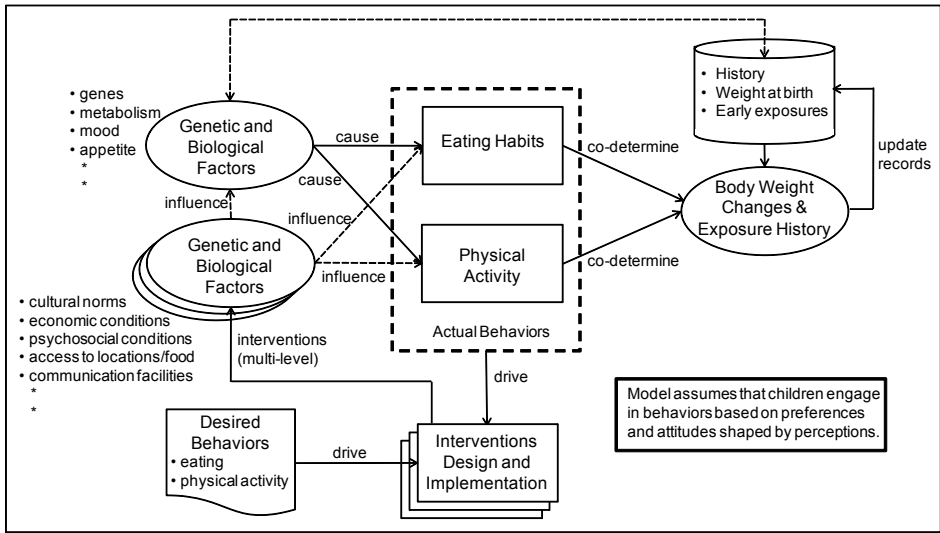 • History
• Weight at birth
• Early exposures
• genes
• metabolism
• mood
• appetite
*
*
Genetic and
Biological
Factors
cause
cause
Eating Habits
co-determine
update
records
Body Weight
Changes &
Exposure History
influence
influence
influence
Genetic and
Biological
Factors
Physical
Activity
co-determine
Actual Behaviors
• cultural norms
• economic conditions
• psychosocial conditions
• access to locations/food
• communication facilities
*
*
interventions
(multi-level)
drive
Model assumes that children engage
in behaviors based on preferences
and attitudes shaped by perceptions.
Desired
Behaviors
• eating
• physical activity
drive
Interventions
Design and
Implementation